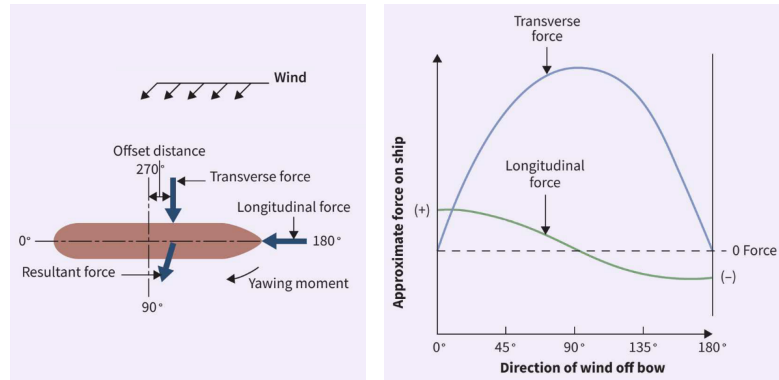 Wind
Offset distance
270°
Transverse force
Longitudinal force
0°
180°
Resultant force
Yawing moment
90°
Transverse
force
Longitudinal
force
(+)
0 Force
(–)
Approximate force on ship
0° 45° 90° 135° 180°
Direction of wind off bow